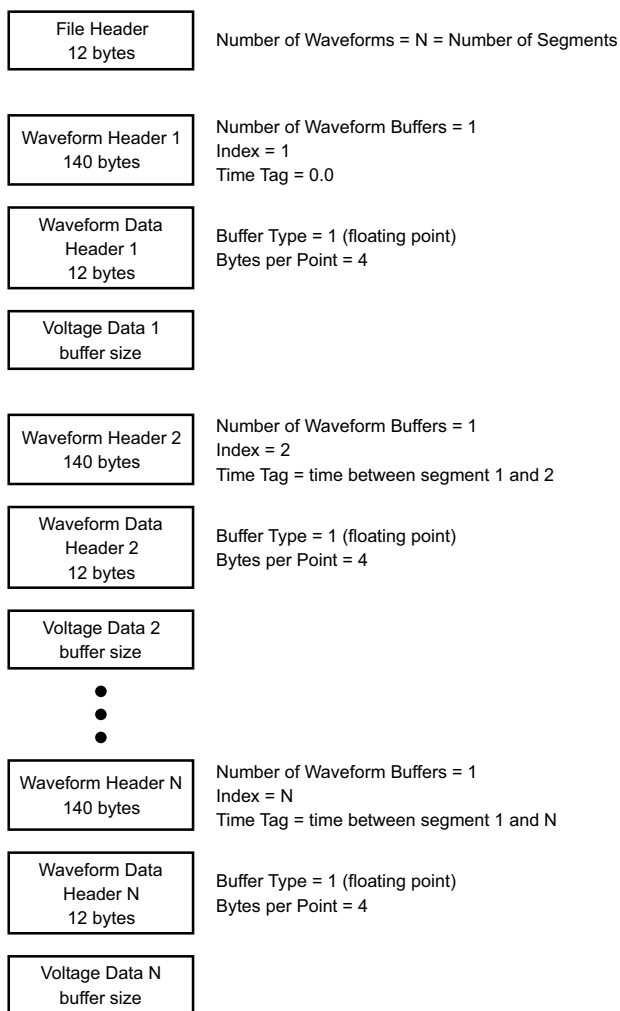 File Header
12 bytes
Number of Waveforms = N = Number of Segments
Waveform Header 1
140 bytes
Number of Waveform Buffers = 1
Index = 1
Time Tag = 0.0
Waveform Data
Header 1
12 bytes
Buffer Type = 1 (floating point)
Bytes per Point = 4
Voltage Data 1
buffer size
Waveform Header 2
140 bytes
Number of Waveform Buffers = 1
Index = 2
Time Tag = time between segment 1 and 2
Waveform Data
Header 2
12 bytes
Buffer Type = 1 (floating point)
Bytes per Point = 4
Voltage Data 2
buffer size
Waveform Header N
140 bytes
Number of Waveform Buffers = 1
Index = N
Time Tag = time between segment 1 and N
Waveform Data
Header N
12 bytes
Buffer Type = 1 (floating point)
Bytes per Point = 4
Voltage Data N
buffer size